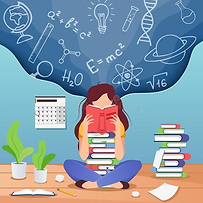 E=mc²
H₂O
√16